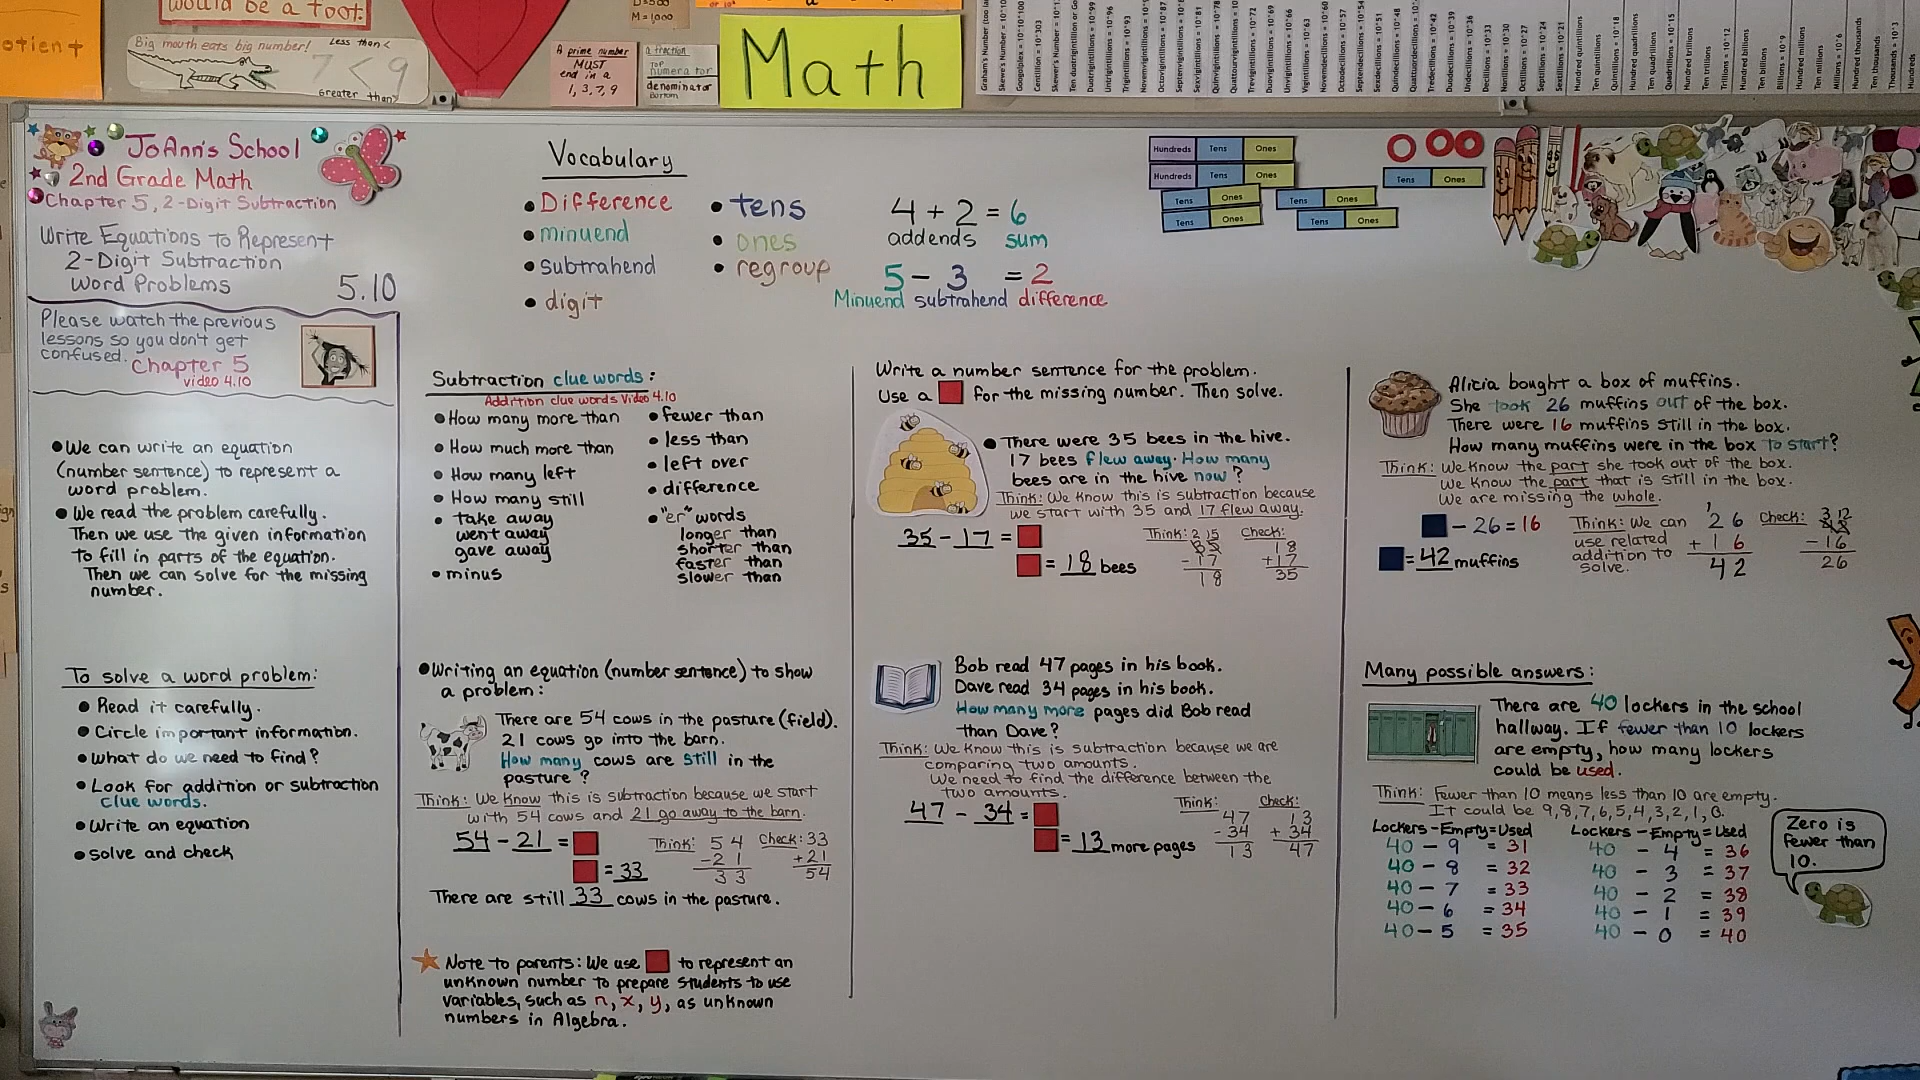 would be a foot.
otient
Big mouth eats big number!
Less than <
7 < 9
Greater than >
D=500
M=1,000
A prime number
MUST
end in a
1, 3, 7, 9
a fraction
TOP
numerator
denominator
BOTTOM
Math
JoAnn's School
2nd Grade Math
Chapter 5, 2-Digit Subtraction
Write Equations to Represent
2-Digit Subtraction
Word Problems 5.10
Please watch the previous
lessons so you don't get
confused. Chapter 5
video 4.10
• We can write an equation
(number sentence) to represent a
word problem.
• We read the problem carefully.
Then we use the given information
to fill in parts of the equation.
Then we can solve for the missing
number.
To solve a word problem:
• Read it carefully.
• Circle important information.
• What do we need to find?
• Look for addition or subtraction
clue words.
• Write an equation
• Solve and check
Vocabulary
• Difference
• minuend
• subtrahend
• digit
• tens
• ones
• regroup
4 + 2 = 6
addends sum
5 - 3 = 2
Minuend subtrahend difference
Hundreds Tens Ones
Hundreds Tens Ones
Tens Ones
Tens Ones
Tens Ones
Tens Ones
Tens Ones
Subtraction clue words:
Addition clue words Video 4.10
• How many more than
• How much more than
• How many left
• How many still
• take away
went away
gave away
• minus
• fewer than
• less than
• left over
• difference
• "er" words
longer than
shorter than
faster than
slower than
• Writing an equation (number sentence) to show
a problem:
There are 54 cows in the pasture (field).
21 cows go into the barn.
How many cows are still in the
pasture?
Think: We know this is subtraction because we start
with 54 cows and 21 go away to the barn.
54 - 21 =
= 33
Think: 54
-21
33
Check: 33
+21
54
There are still 33 cows in the pasture.
Note to parents: We use to represent an
unknown number to prepare students to use
variables, such as n, x, y, as unknown
numbers in Algebra.
Write a number sentence for the problem.
Use a for the missing number. Then solve.
• There were 35 bees in the hive.
17 bees flew away. How many
bees are in the hive now?
Think: We know this is subtraction because
we start with 35 and 17 flew away.
35 - 17 =
= 18 bees
Think: 2 15
35
-17
18
Check:
18
+17
35
Bob read 47 pages in his book.
Dave read 34 pages in his book.
How many more pages did Bob read
than Dave?
Think: We know this is subtraction because we are
comparing two amounts.
We need to find the difference between the
two amounts.
47 - 34 =
= 13 more pages
Think:
47
-34
13
Check:
13
+ 34
47
Alicia bought a box of muffins.
She took 26 muffins out of the box.
There were 16 muffins still in the box.
How many muffins were in the box to start?
Think: We know the part she took out of the box.
We know the part that is still in the box.
We are missing the whole.
- 26 = 16
= 42 muffins
Think: We can
use related
addition to
solve.
1
26
+ 16
42
Check: 3 12
42
-16
26
Many possible answers:
There are 40 lockers in the school
hallway. If fewer than 10 lockers
are empty, how many lockers
could be used.
Think: Fewer than 10 means less than 10 are empty.
It could be 9, 8, 7, 6, 5, 4, 3, 2, 1, 0.
Lockers - Empty = Used
40 - 9 = 31
40 - 8 = 32
40 - 7 = 33
40 - 6 = 34
40 - 5 = 35
Lockers - Empty = Used
40 - 4 = 36
40 - 3 = 37
40 - 2 = 38
40 - 1 = 39
40 - 0 = 40
Zero is
fewer than
10.